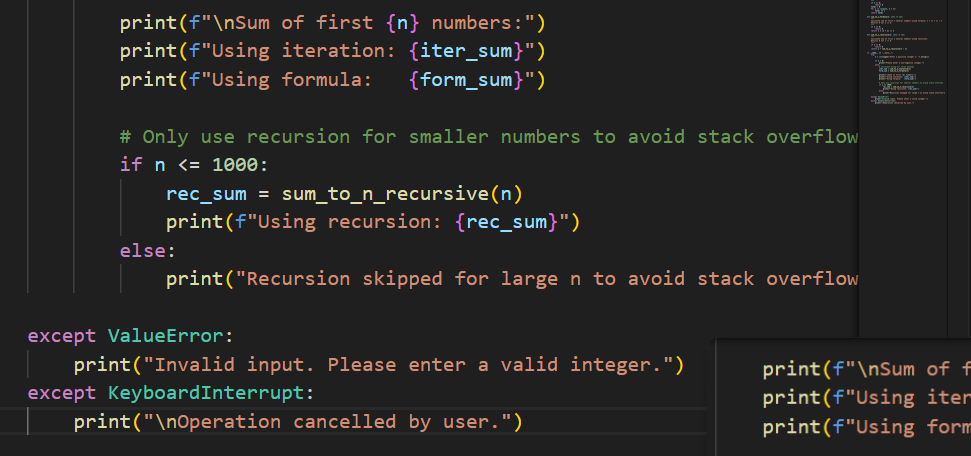 print(f"\nSum of first {n} numbers:")
print(f"Using iteration: {iter_sum}")
print(f"Using formula:   {form_sum}")
# Only use recursion for smaller numbers to avoid stack overflow
if n <= 1000:
rec_sum = sum_to_n_recursive(n)
print(f"Using recursion: {rec_sum}")
else:
print("Recursion skipped for large n to avoid stack overflow
except ValueError:
print("Invalid input. Please enter a valid integer.")
except KeyboardInterrupt:
print("\nOperation cancelled by user.")
print(f"\nSum of f
print(f"Using iter
print(f"Using form